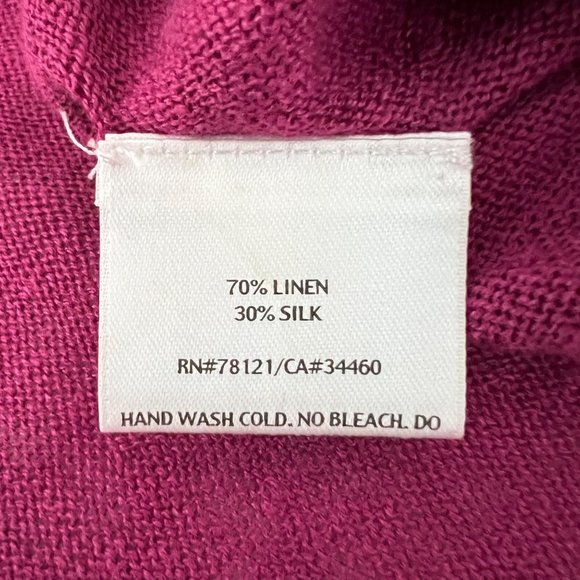 70% LINEN
30% SILK
RN#78121/CA#34460
HAND WASH COLD. NO BLEACH. DO